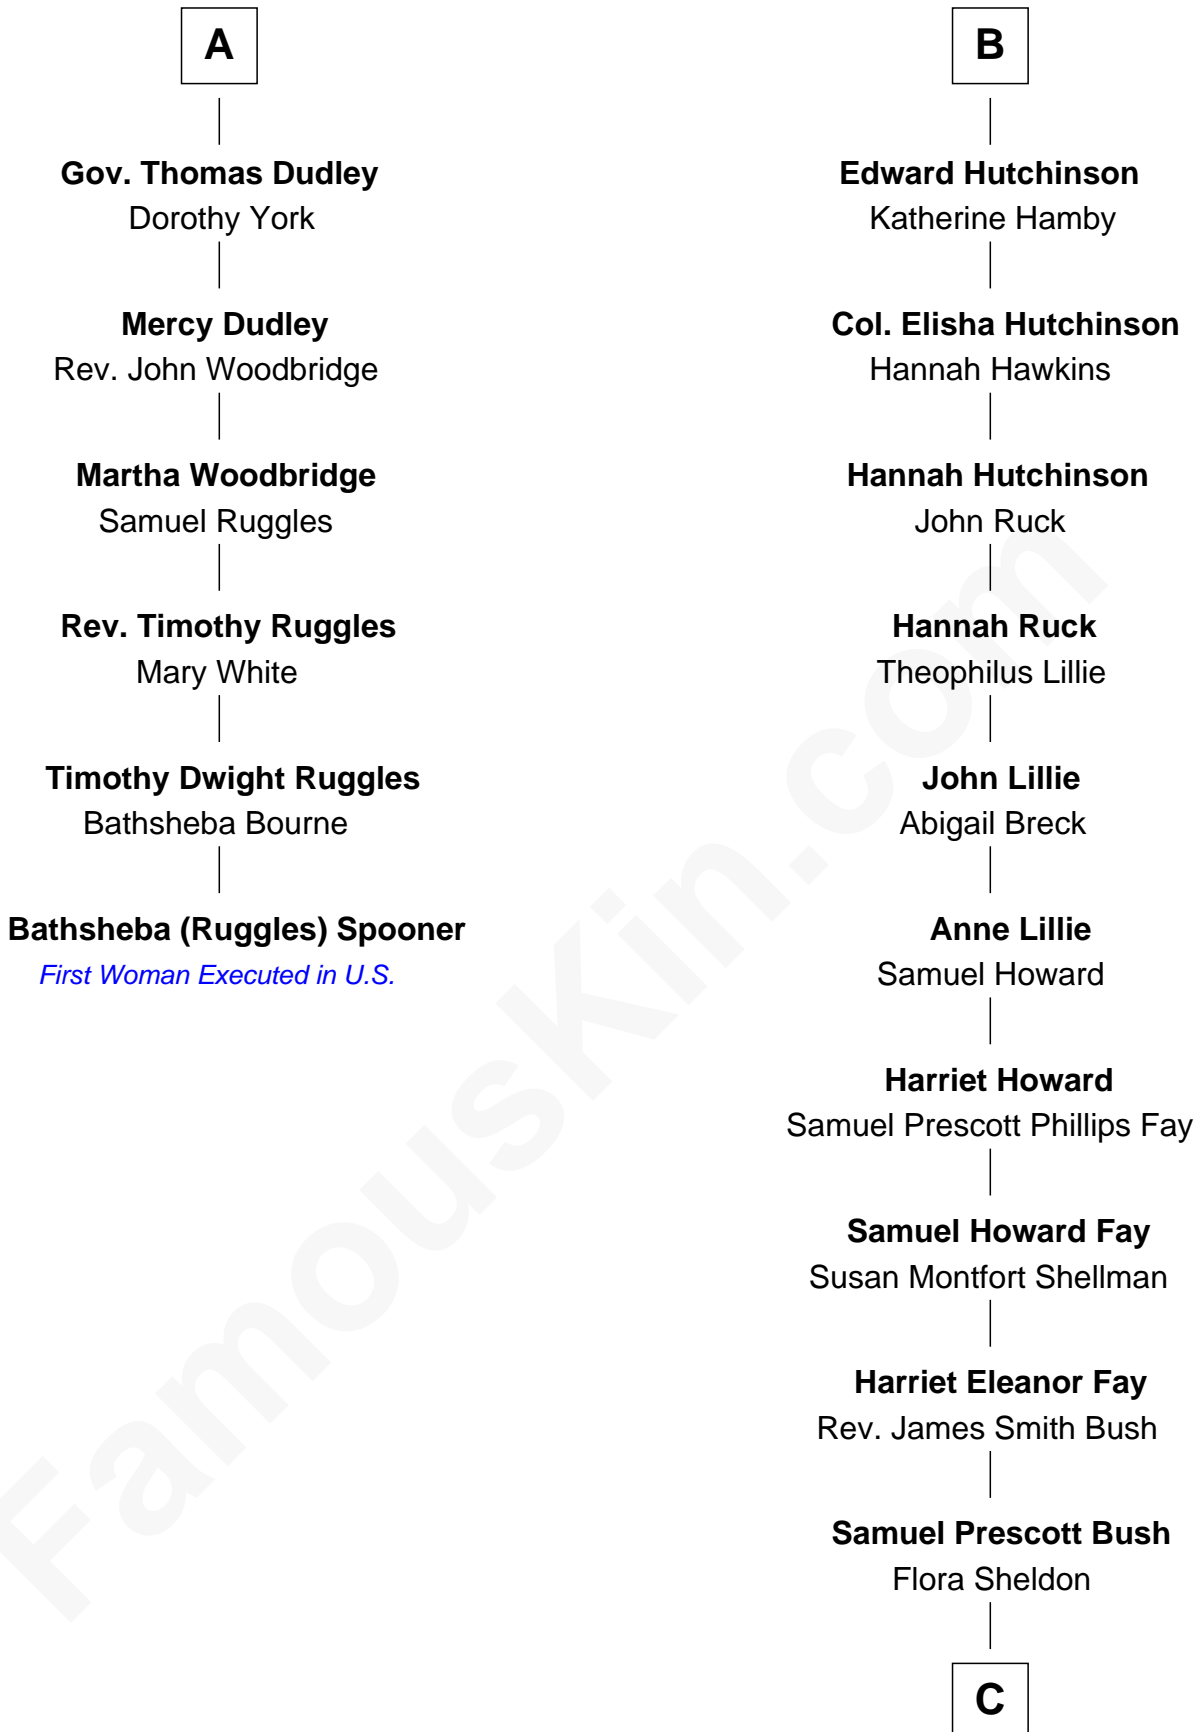 A
Gov. Thomas Dudley
Dorothy York
Mercy Dudley
Rev. John Woodbridge
Martha Woodbridge
Samuel Ruggles
Rev. Timothy Ruggles
Mary White
Timothy Dwight Ruggles
Bathsheba Bourne
Bathsheba (Ruggles) Spooner
First Woman Executed in U.S.
B
Edward Hutchinson
Katherine Hamby
Col. Elisha Hutchinson
Hannah Hawkins
Hannah Hutchinson
John Ruck
Hannah Ruck
Theophilus Lillie
John Lillie
Abigail Breck
Anne Lillie
Samuel Howard
Harriet Howard
Samuel Prescott Phillips Fay
Samuel Howard Fay
Susan Montfort Shellman
Harriet Eleanor Fay
Rev. James Smith Bush
Samuel Prescott Bush
Flora Sheldon
C
FamousKin.com